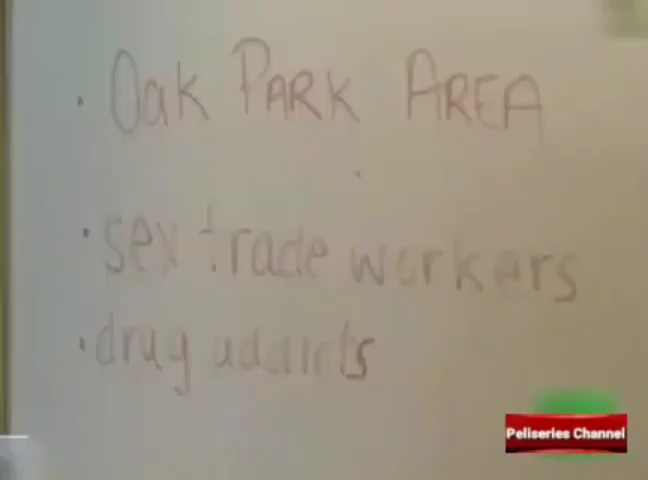 · Oak PARK AREA
· sex trade workers
· drug addicts
Peliseries Channel